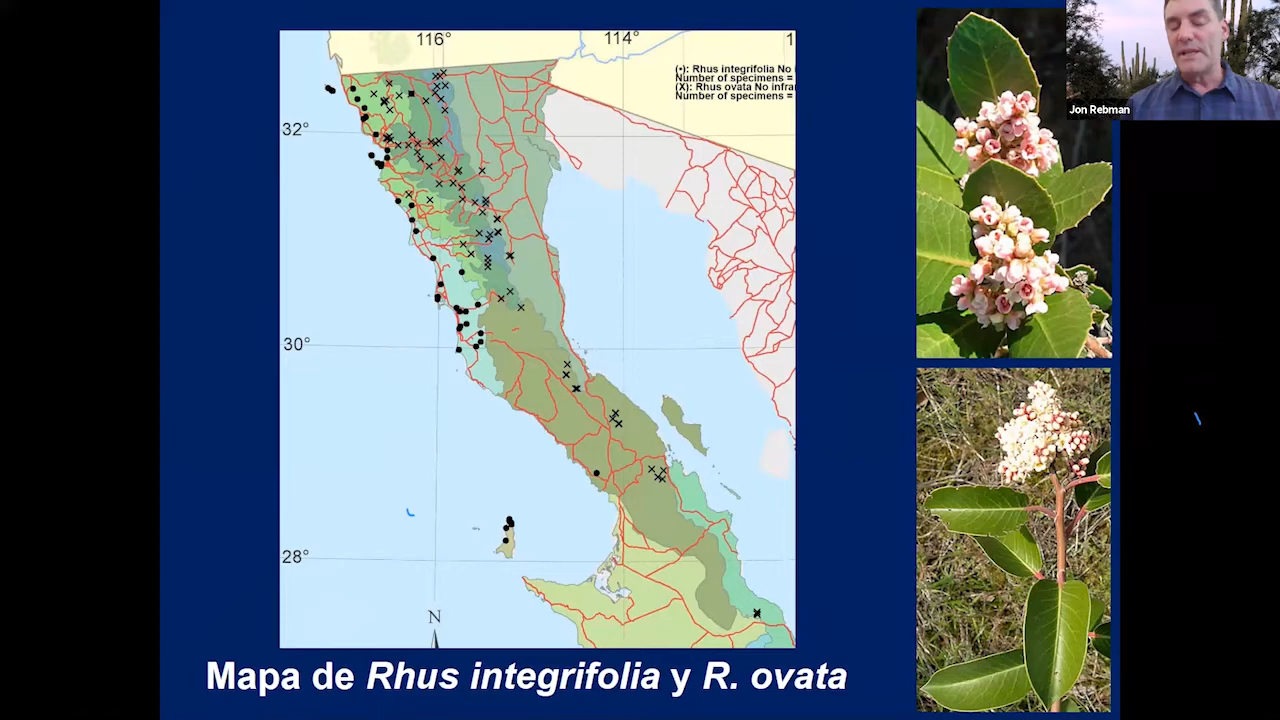 116°
114°
1
(•): Rhus integrifolia No
Number of specimens =
(X): Rhus ovata No infra
Number of specimens =
Jon Rebman
32°
30°
28°
N
Mapa de Rhus integrifolia y R. ovata